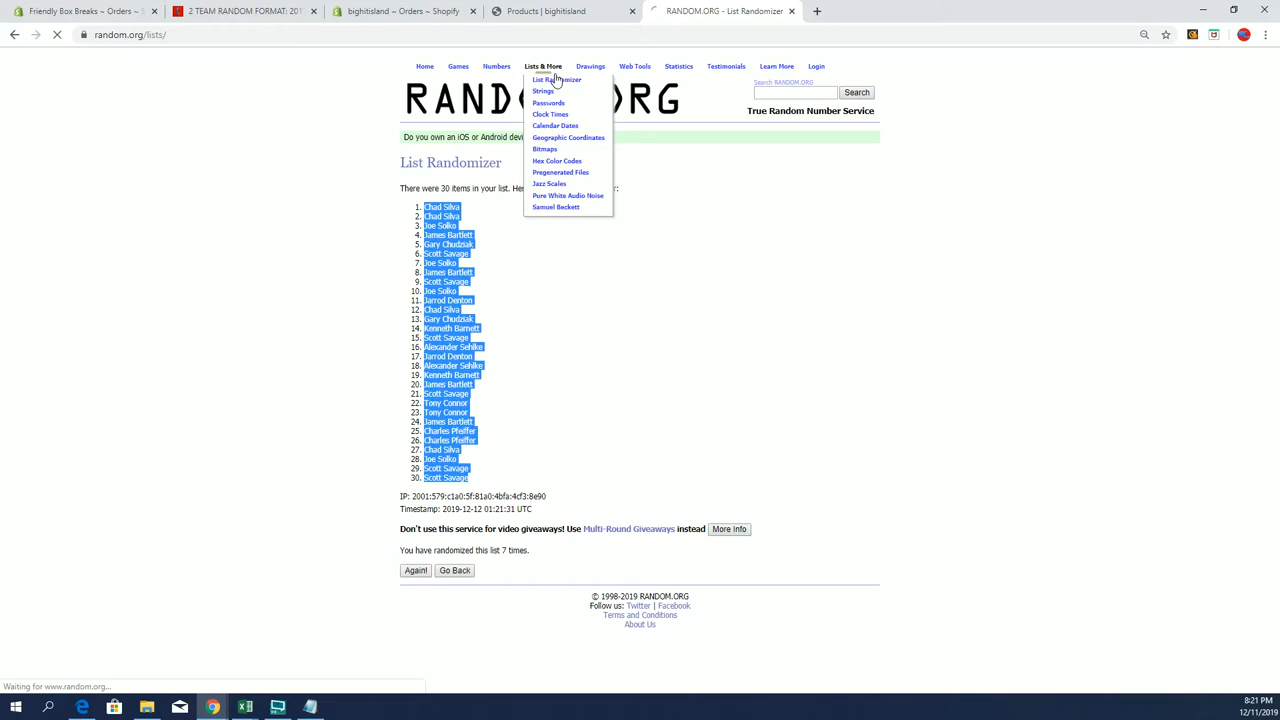 Friendly Box Breaks ~ Orders ~ S
2 TEAM RANDOM FORMAT: 2019
bighitisland ~ Orders ~ Shopify
Products | bighitisland
RANDOM.ORG - List Randomizer
random.org/lists/
Home Games Numbers Lists & More Drawings Web Tools Statistics Testimonials Learn More Login
List Randomizer
Strings
Passwords
Clock Times
Calendar Dates
Geographic Coordinates
Bitmaps
Hex Color Codes
Pregenerated Files
Jazz Scales
Pure White Audio Noise
Samuel Beckett
Search RANDOM.ORG
Search
True Random Number Service
Do you own an iOS or Android devi
List Randomizer
There were 30 items in your list. Her
1. Chad Silva
2. Chad Silva
3. Joe Solko
4. James Bartlett
5. Gary Chudziak
6. Scott Savage
7. Joe Solko
8. James Bartlett
9. Scott Savage
10. Joe Solko
11. Jarrod Denton
12. Chad Silva
13. Gary Chudziak
14. Kenneth Barnett
15. Scott Savage
16. Alexander Sehlke
17. Jarrod Denton
18. Alexander Sehlke
19. Kenneth Barnett
20. James Bartlett
21. Scott Savage
22. Tony Connor
23. Tony Connor
24. James Bartlett
25. Charles Pfeiffer
26. Charles Pfeiffer
27. Chad Silva
28. Joe Solko
29. Scott Savage
30. Scott Savage
IP: 2001:579:c1a0:5f:81a0:4bfa:4cf3:8e90
Timestamp: 2019-12-12 01:21:31 UTC
Don't use this service for video giveaways! Use Multi-Round Giveaways instead More Info
You have randomized this list 7 times.
Again! Go Back
© 1998-2019 RANDOM.ORG
Follow us: Twitter | Facebook
Terms and Conditions
About Us
Waiting for www.random.org...
8:21 PM
12/11/2019